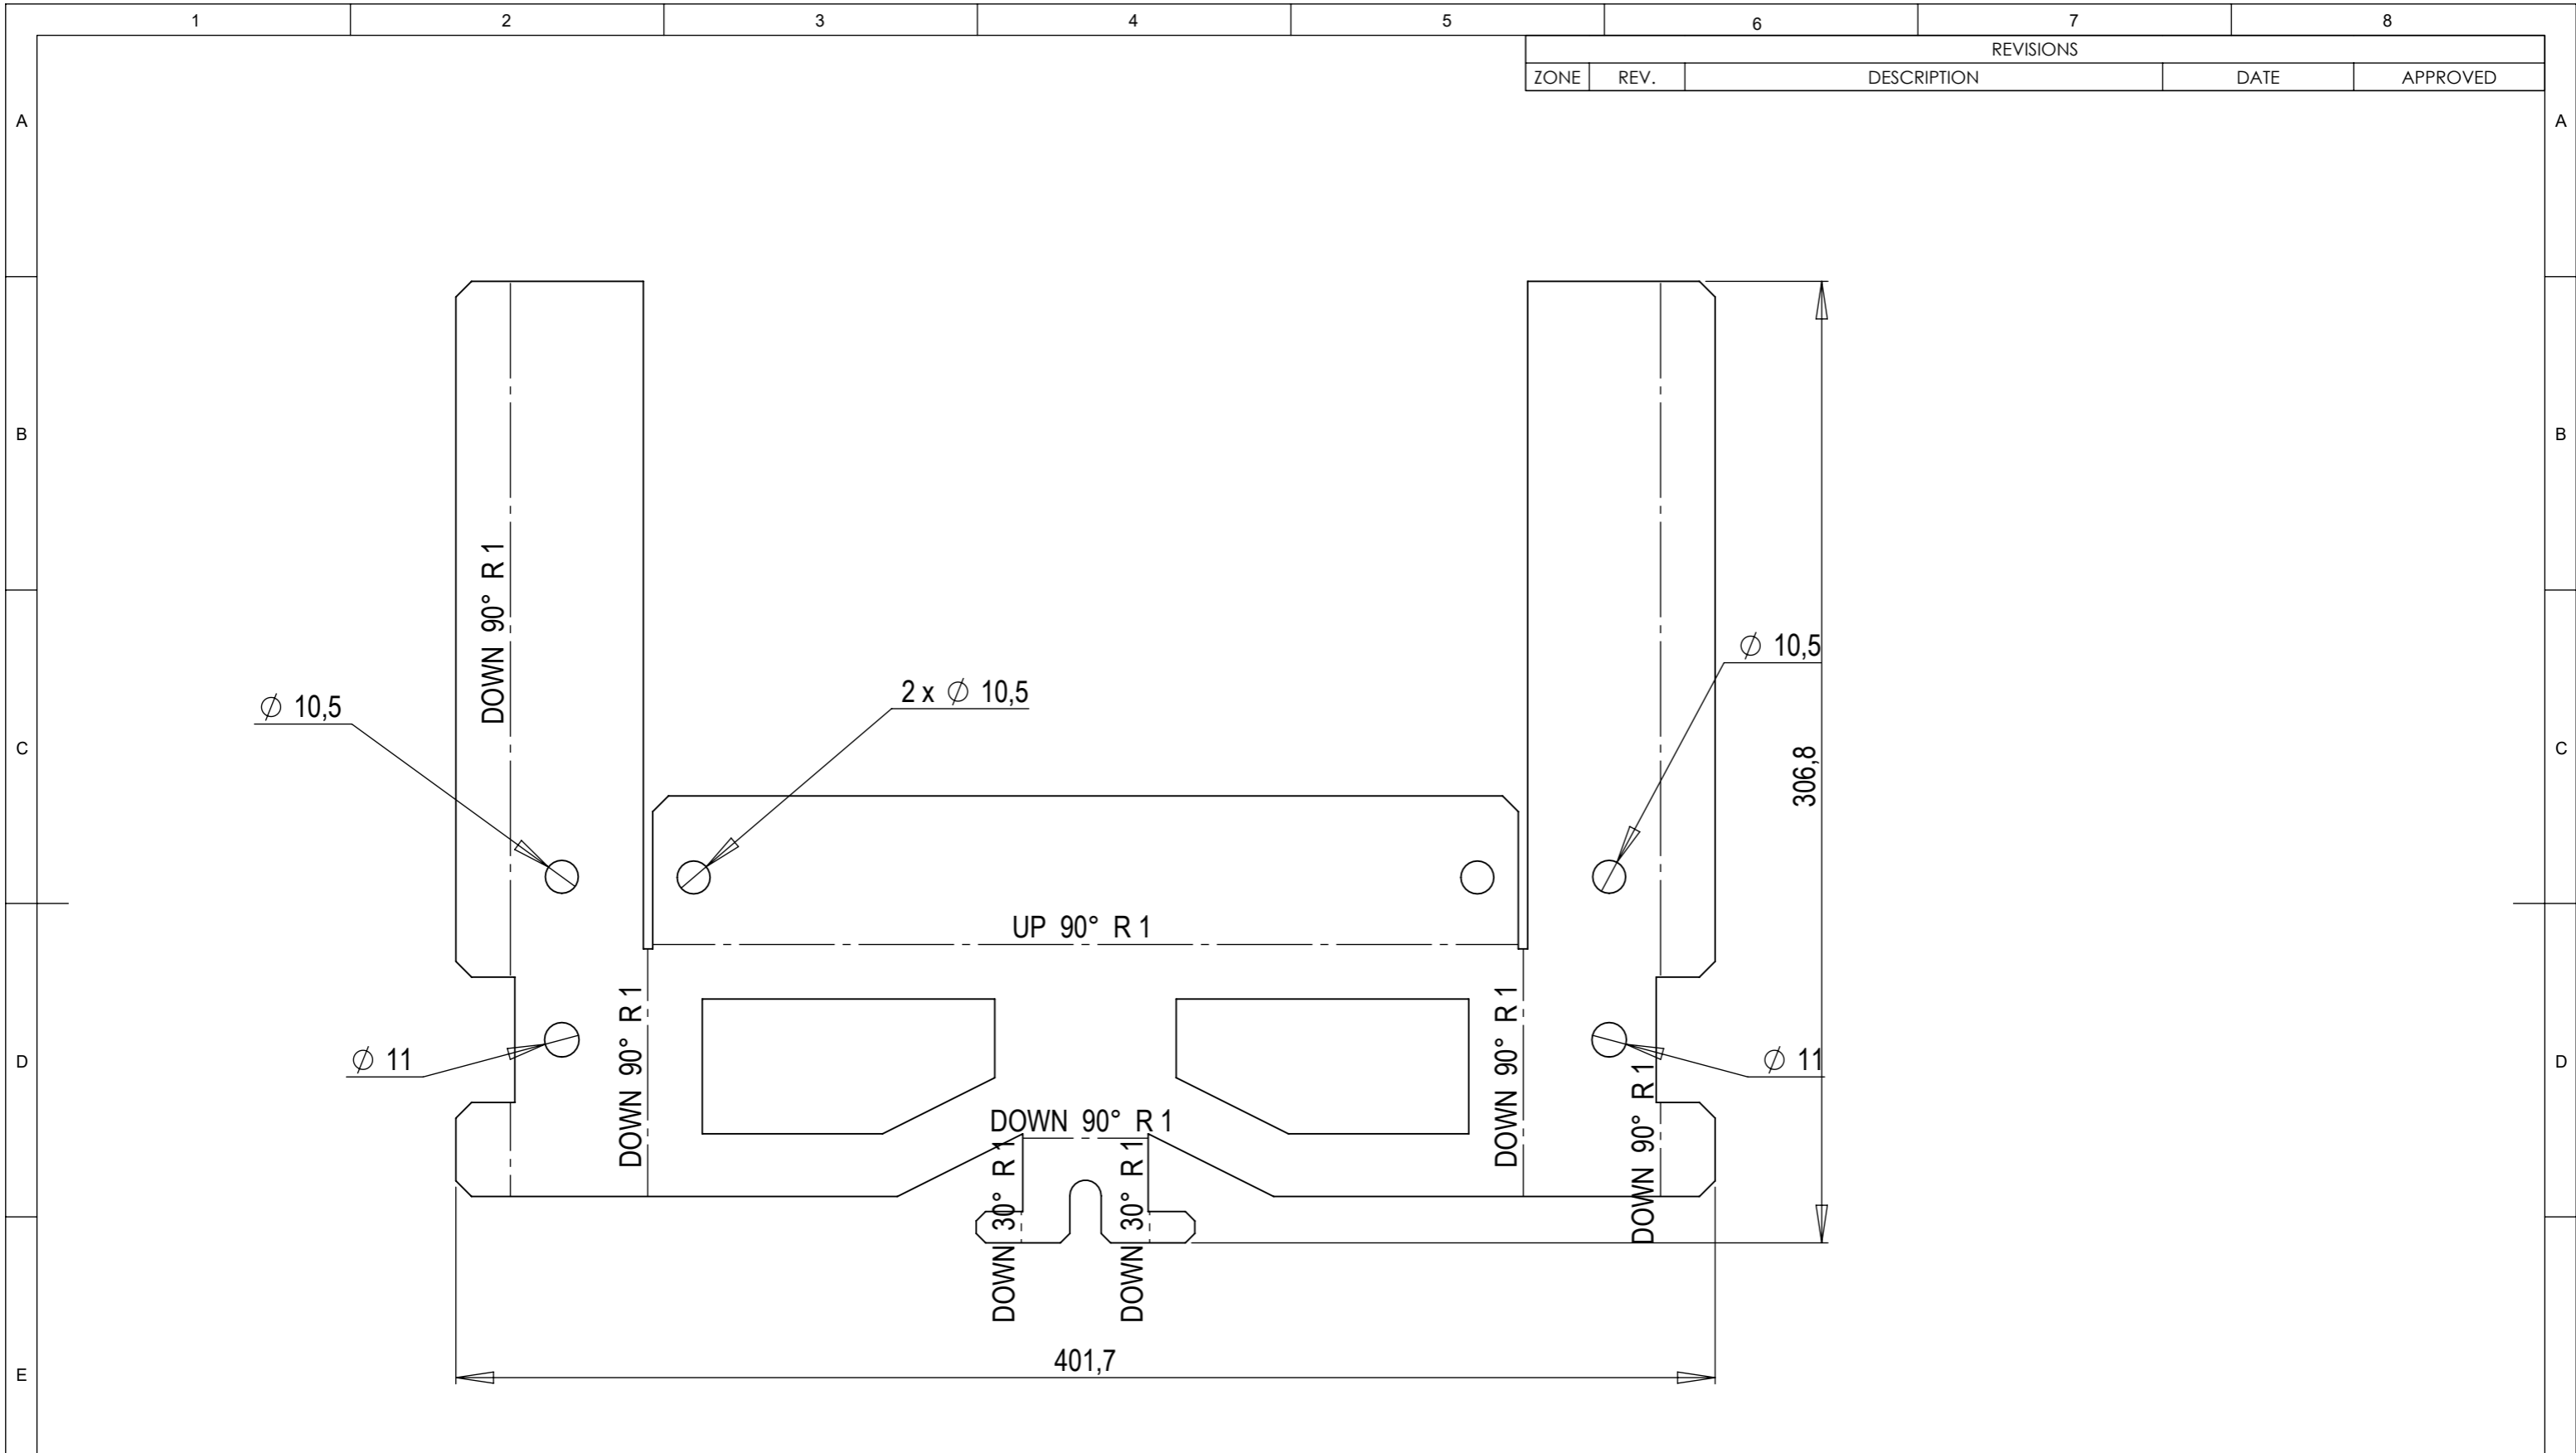 1 2 3 4 5 6 7 8
REVISIONS
ZONE REV. DESCRIPTION DATE APPROVED
A A
B B
DOWN 90° R 1
∅ 10,5
∅ 10,5
2 x ∅ 10,5
306,8
C C
UP 90° R 1
DOWN 90° R 1
DOWN 90° R 1
∅ 11
∅ 11
D D
DOWN 90° R 1
DOWN 90° R 1
DOWN 30° R 1
DOWN 30° R 1
401,7
E